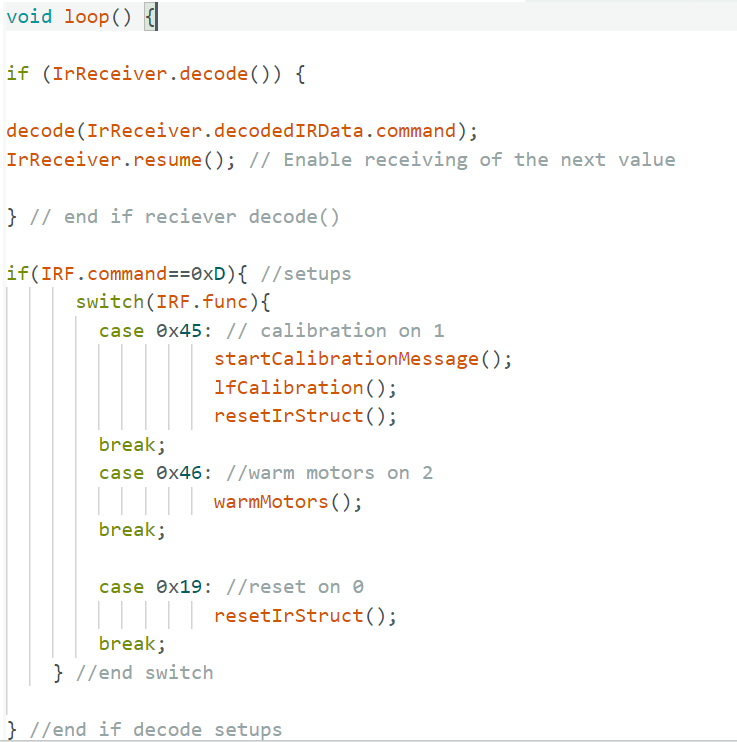 void loop() {
if (IrReceiver.decode()) {
decode(IrReceiver.decodedIRData.command);
IrReceiver.resume(); // Enable receiving of the next value
} // end if reciever decode()
if(IRF.command==0xD){ //setups
switch(IRF.func){
case 0x45: // calibration on 1
startCalibrationMessage();
lfCalibration();
resetIrStruct();
break;
case 0x46: //warm motors on 2
warmMotors();
break;
case 0x19: //reset on 0
resetIrStruct();
break;
} //end switch
} //end if decode setups